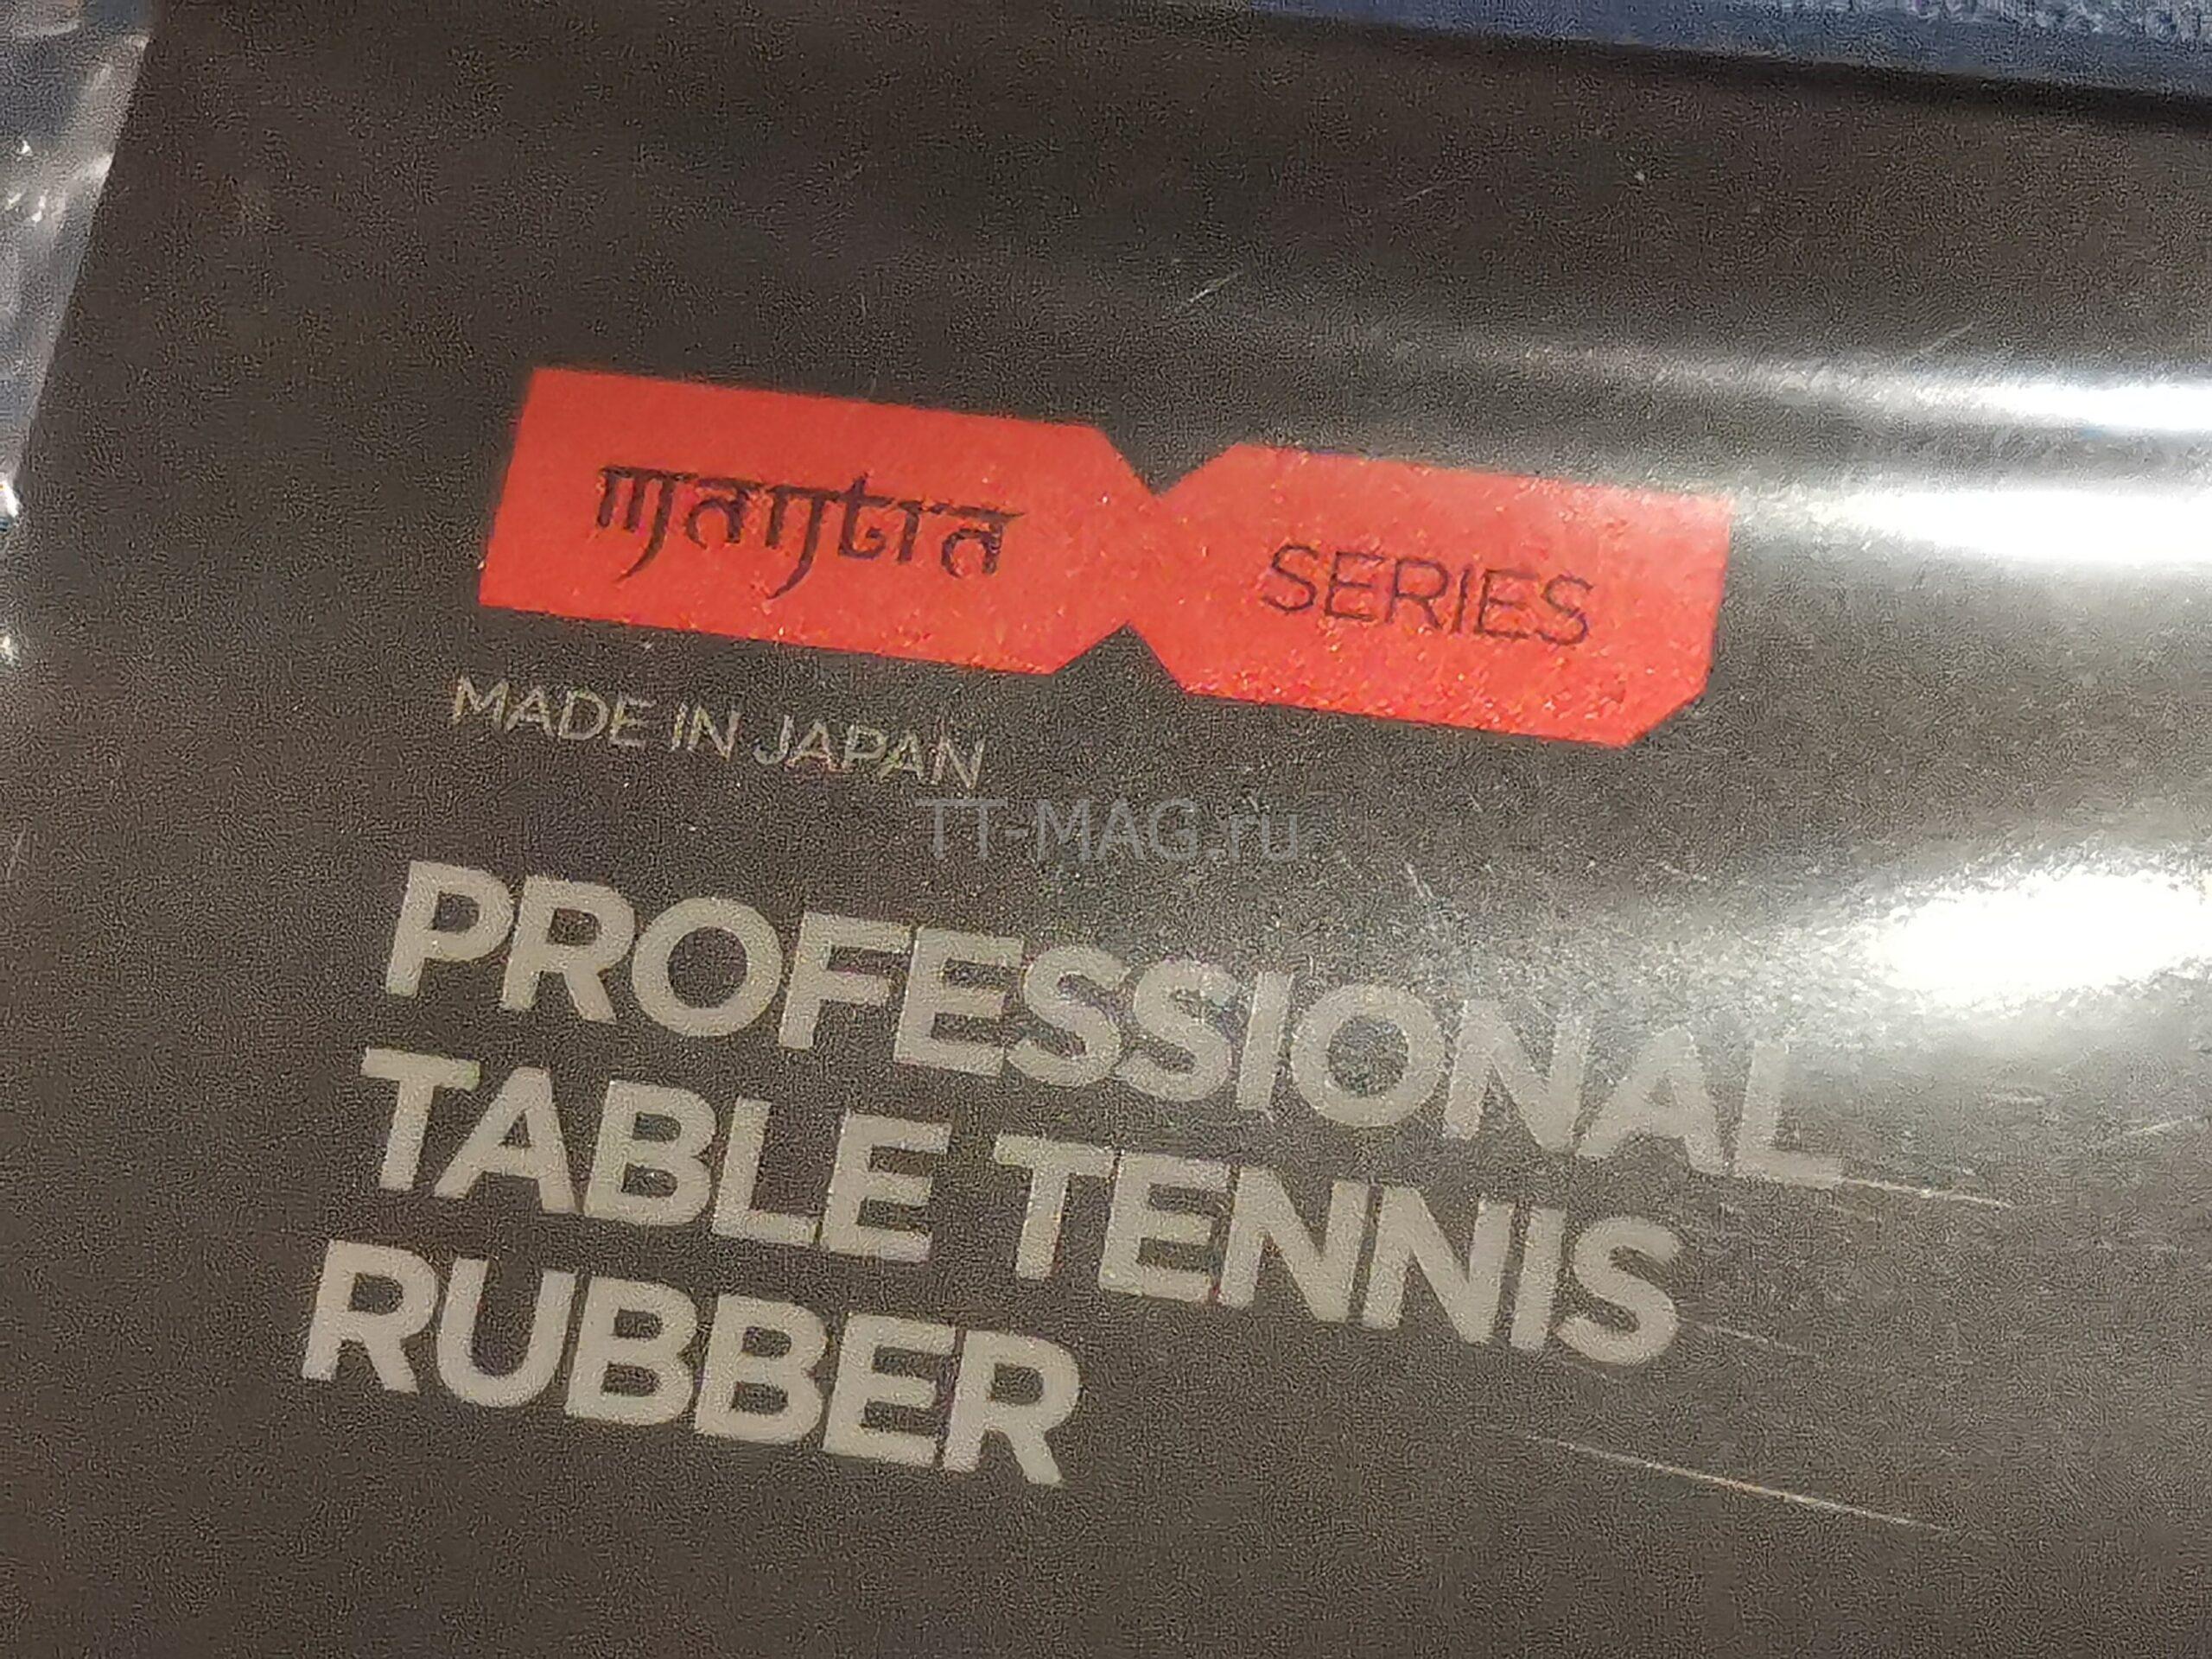 mantra SERIES
MADE IN JAPAN
TT-MAG.ru
PROFESSIONAL
TABLE TENNIS
RUBBER